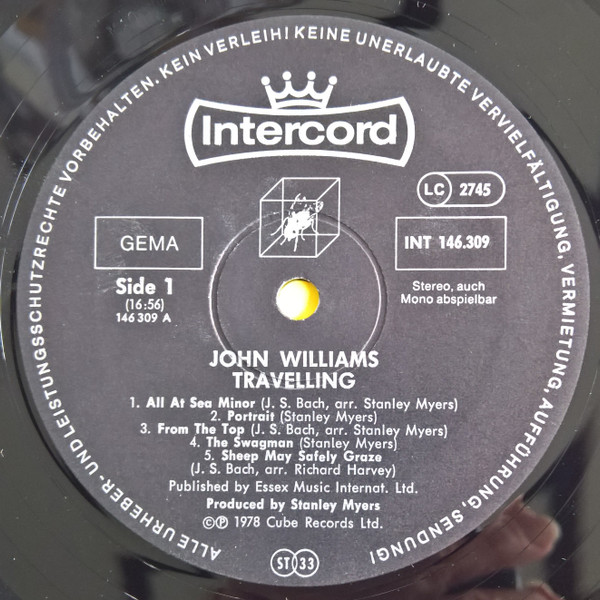 ALLE URHEBER- UND LEISTUNGSSCHUTZRECHTE VORBEHALTEN. KEIN VERLEIH! KEINE UNERLAUBTE VERVIELFÄLTIGUNG, VERMIETUNG, AUFFÜHRUNG, SENDUNG!
Intercord
LC 2745
GEMA
INT 146.309
Side 1
(16:56)
146 309 A
Stereo, auch
Mono abspielbar
JOHN WILLIAMS
TRAVELLING
1. All At Sea Minor (J. S. Bach, arr. Stanley Myers)
2. Portrait (Stanley Myers)
3. From The Top (J. S. Bach, arr. Stanley Myers)
4. The Swagman (Stanley Myers)
5. Sheep May Safely Graze
(J. S. Bach, arr. Richard Harvey)
Published by Essex Music Internat. Ltd.
Produced by Stanley Myers
©℗ 1978 Cube Records Ltd.
ST 33